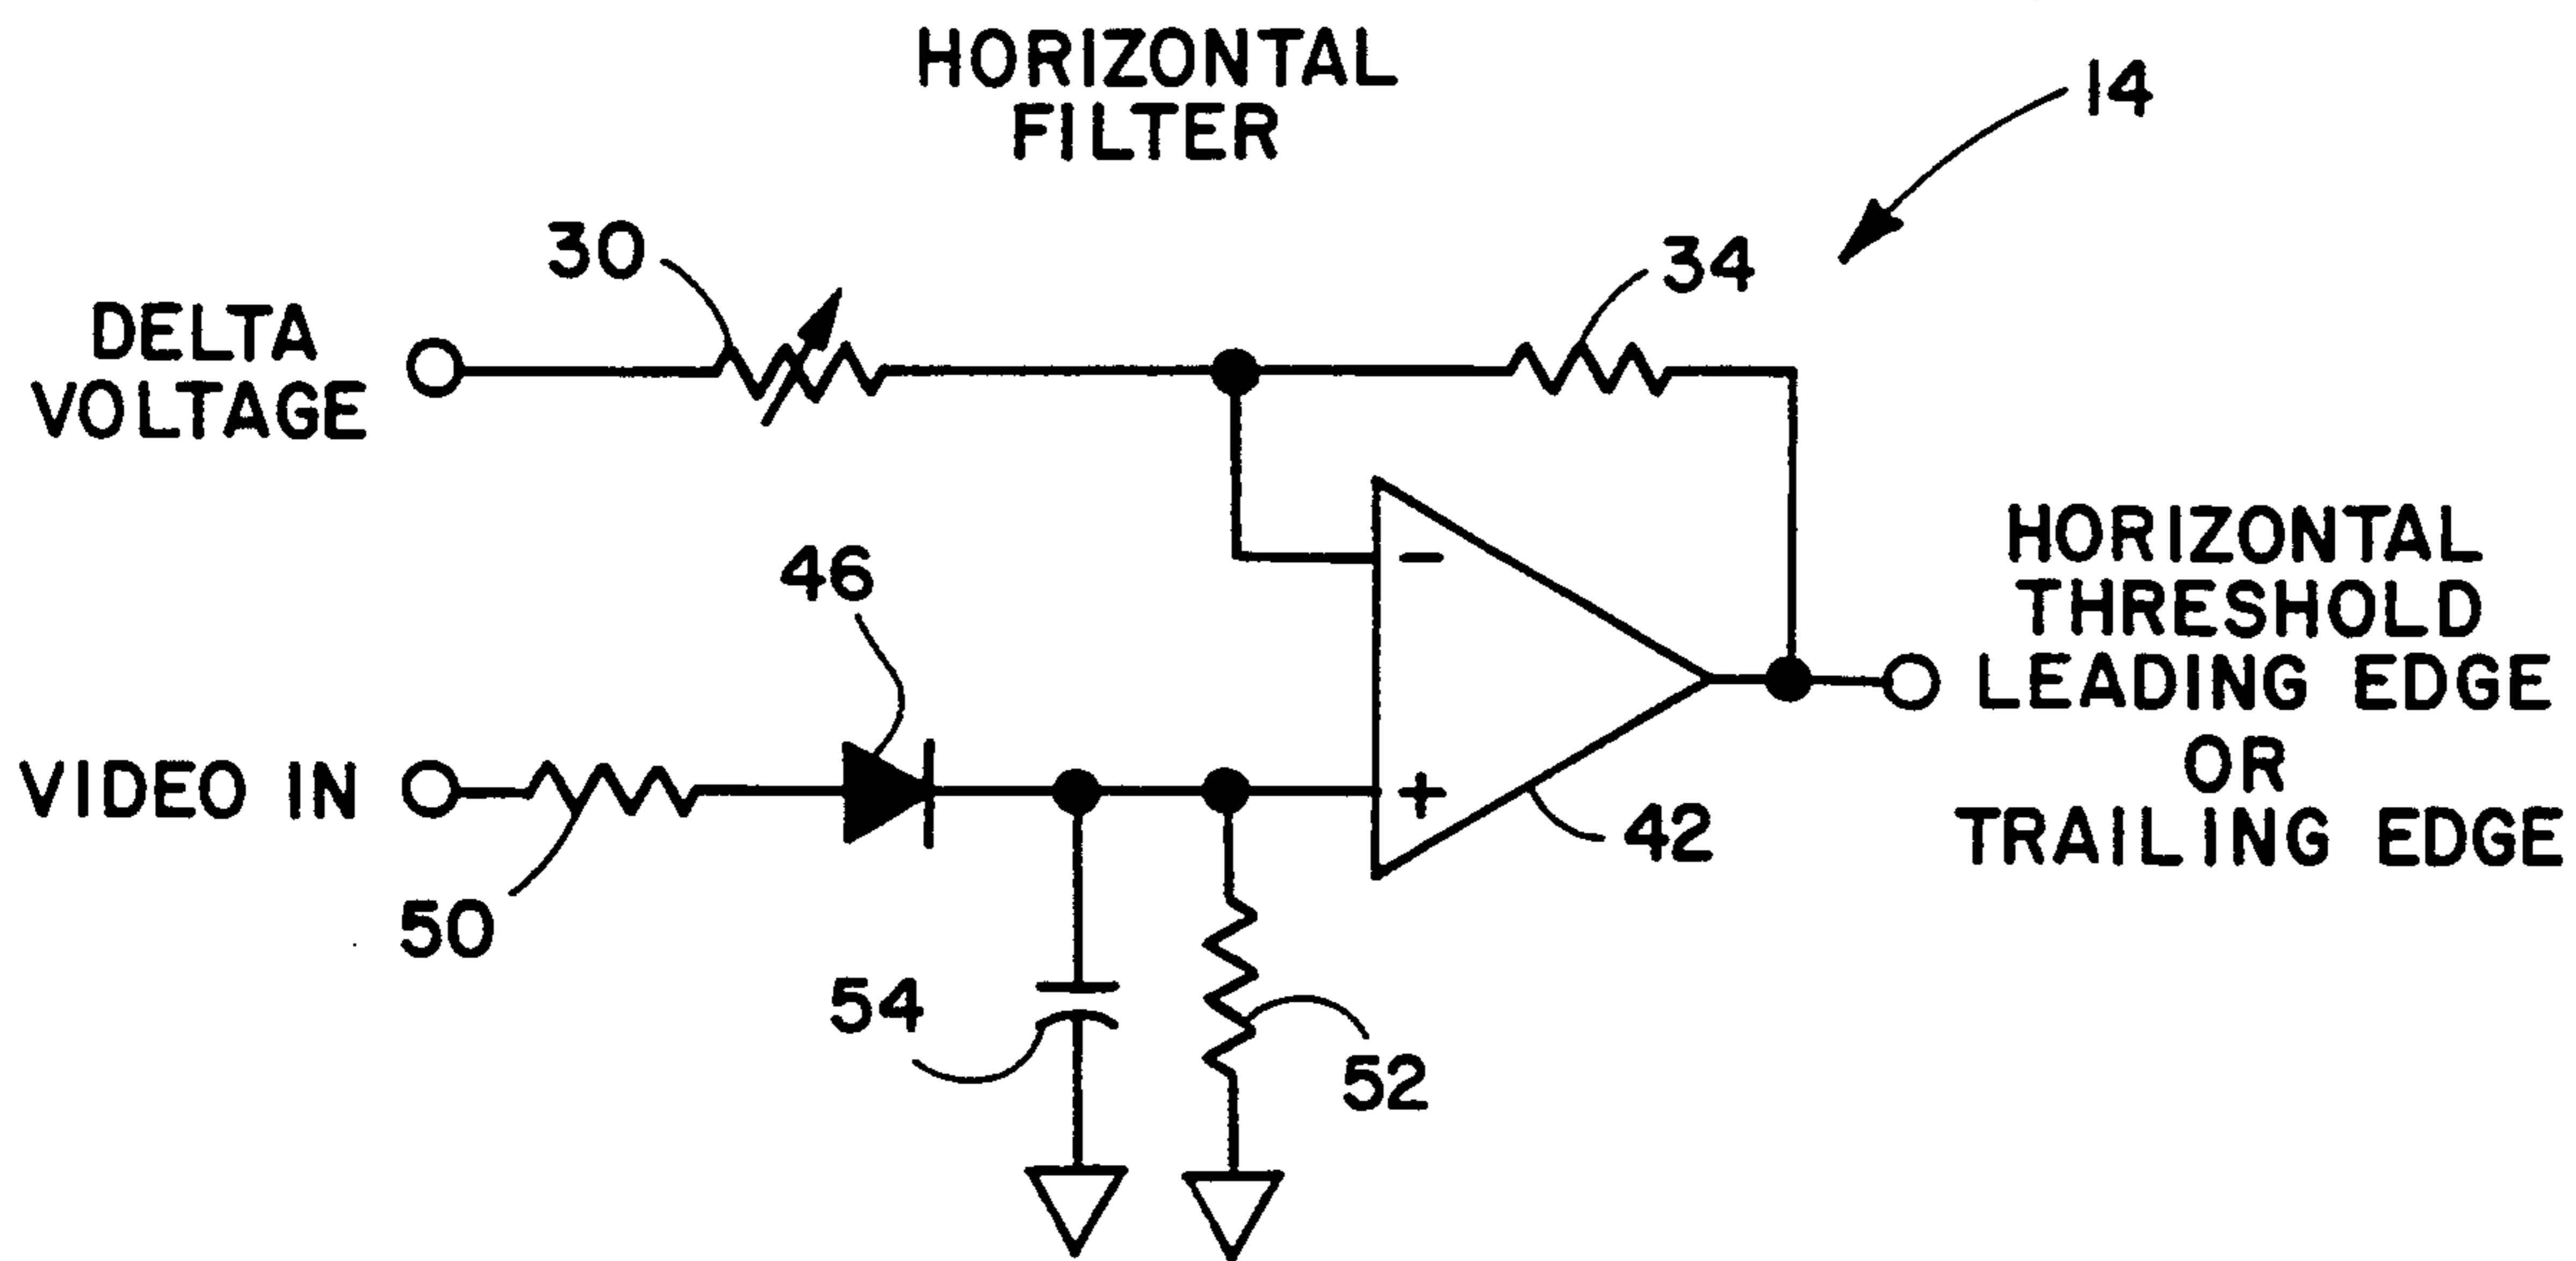 HORIZONTAL
FILTER
14
30
34
DELTA
VOLTAGE
46
-
HORIZONTAL
THRESHOLD
LEADING EDGE
OR
TRAILING EDGE
VIDEO IN
+
42
50
54
52